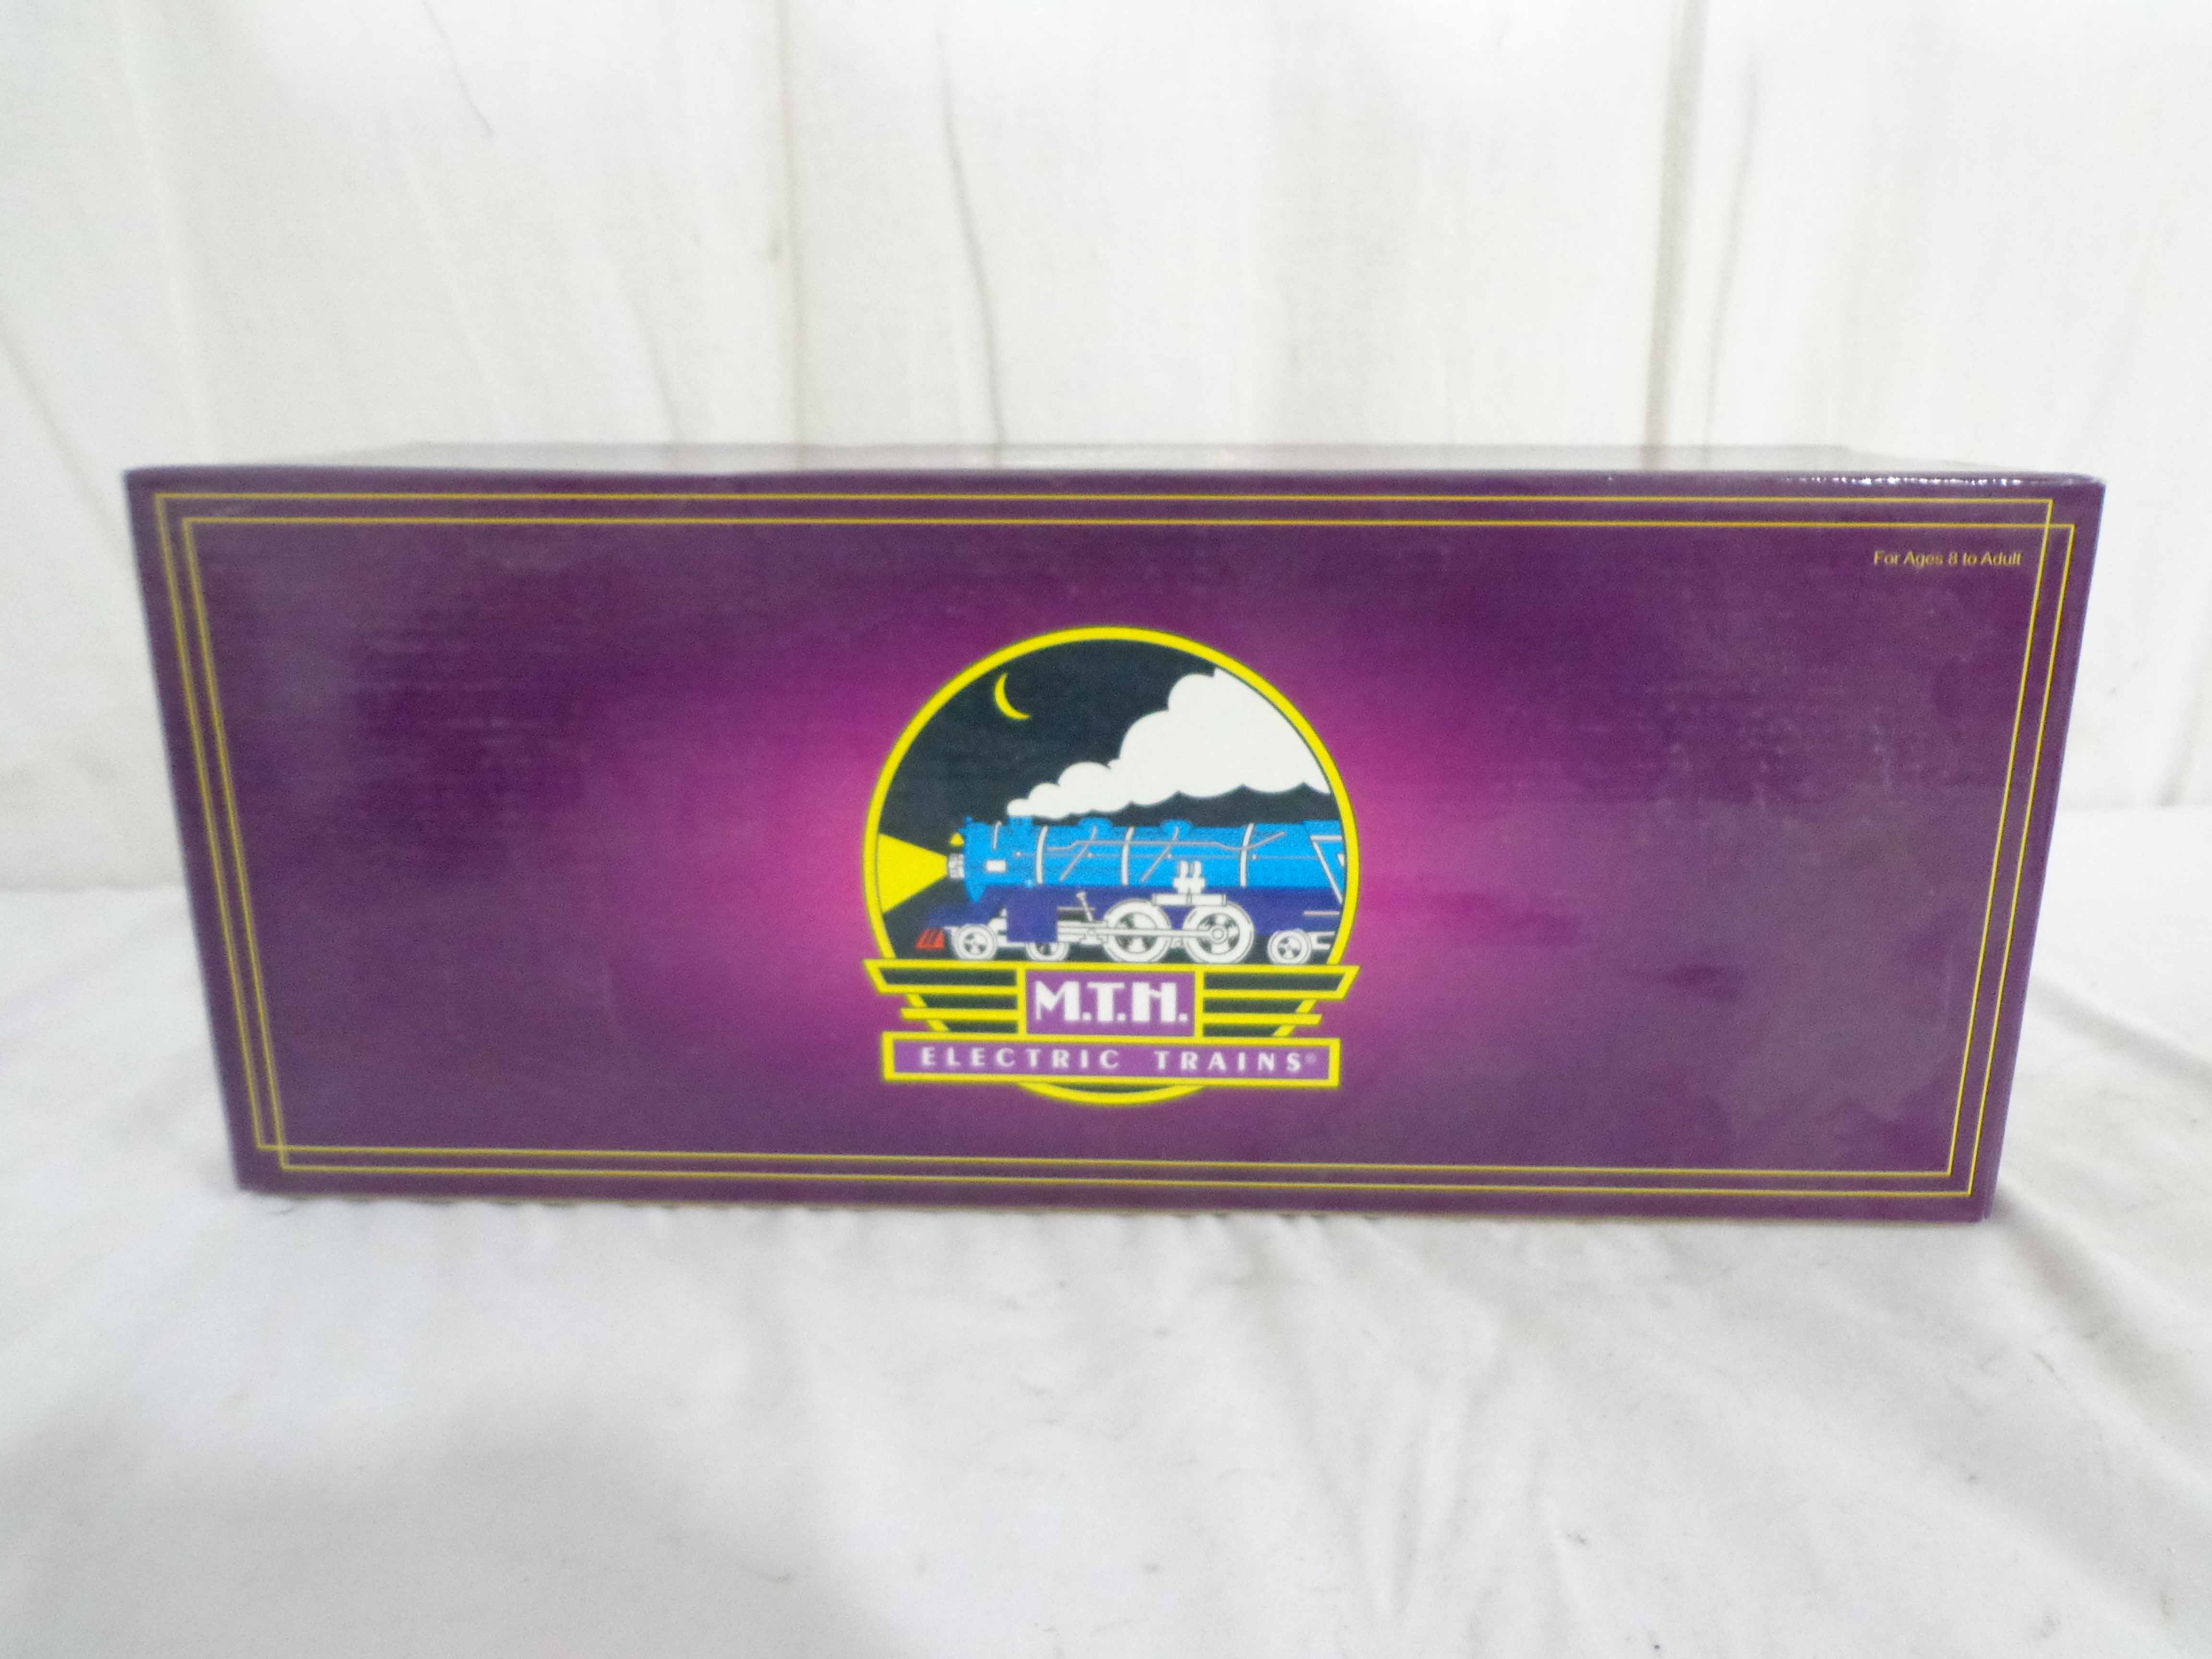 For Ages 8 to Adult
M.T.H.
ELECTRIC TRAINS®